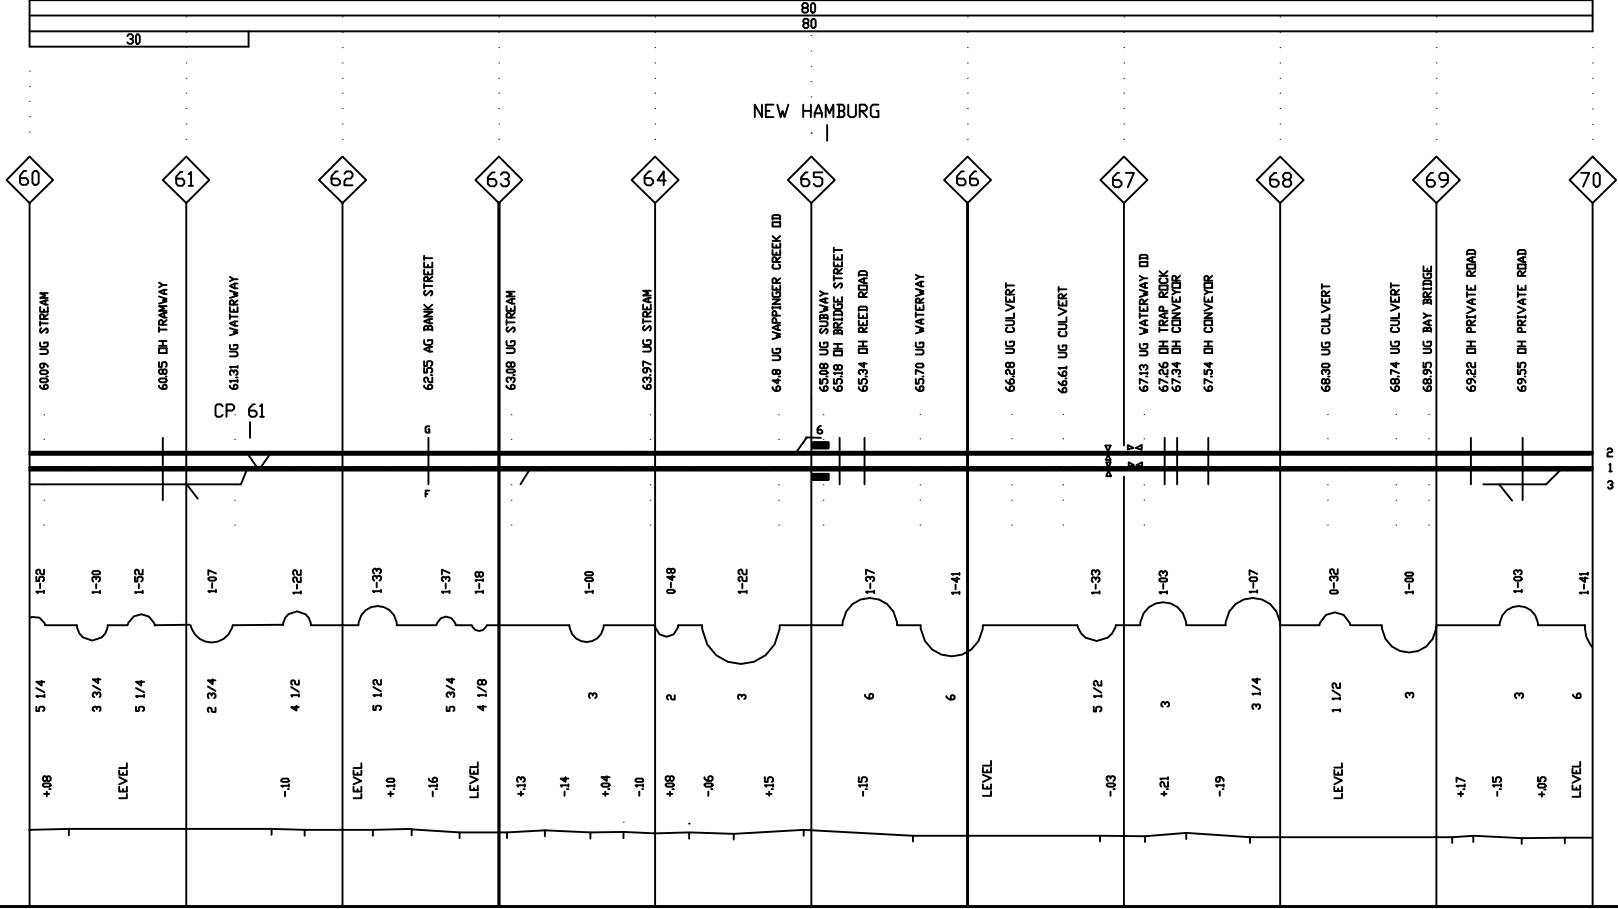 80
80
30
NEW HAMBURG
60 61 62 63 64 65 66 67 68 69 70
60.09 UG STREAM
60.85 OH TRAMWAY
61.31 UG WATERWAY
62.55 AG BANK STREET
63.08 UG STREAM
63.97 UG STREAM
64.8 UG WAPPINGER CREEK OD
65.08 UG SUBWAY
65.18 OH BRIDGE STREET
65.34 OH REED ROAD
65.70 UG WATERWAY
66.28 UG CULVERT
66.61 UG CULVERT
67.13 UG WATERWAY OD
67.26 OH TRAP ROCK
67.34 OH CONVEYOR
67.54 OH CONVEYOR
68.30 UG CULVERT
68.74 UG CULVERT
68.95 UG BAY BRIDGE
69.22 OH PRIVATE ROAD
69.55 OH PRIVATE ROAD
CP 61
G
6
2
1
3
F
1-52 1-30 1-52 1-07 1-22 1-33 1-37 1-18 1-00 0-48 1-22 1-37 1-41 1-33 1-03 1-07 0-32 1-00 1-03 1-41
5 1/4 3 3/4 5 1/4 2 3/4 4 1/2 5 1/2 5 3/4 4 1/8 3 2 3 6 6 5 1/2 3 3 1/4 1 1/2 3 3 6
+.08 LEVEL -.10 LEVEL +.10 -.16 LEVEL +.13 -.14 +.04 -.10 +.08 -.06 +.15 -.15 LEVEL -.03 +.21 -.19 LEVEL +.17 -.15 +.05 LEVEL